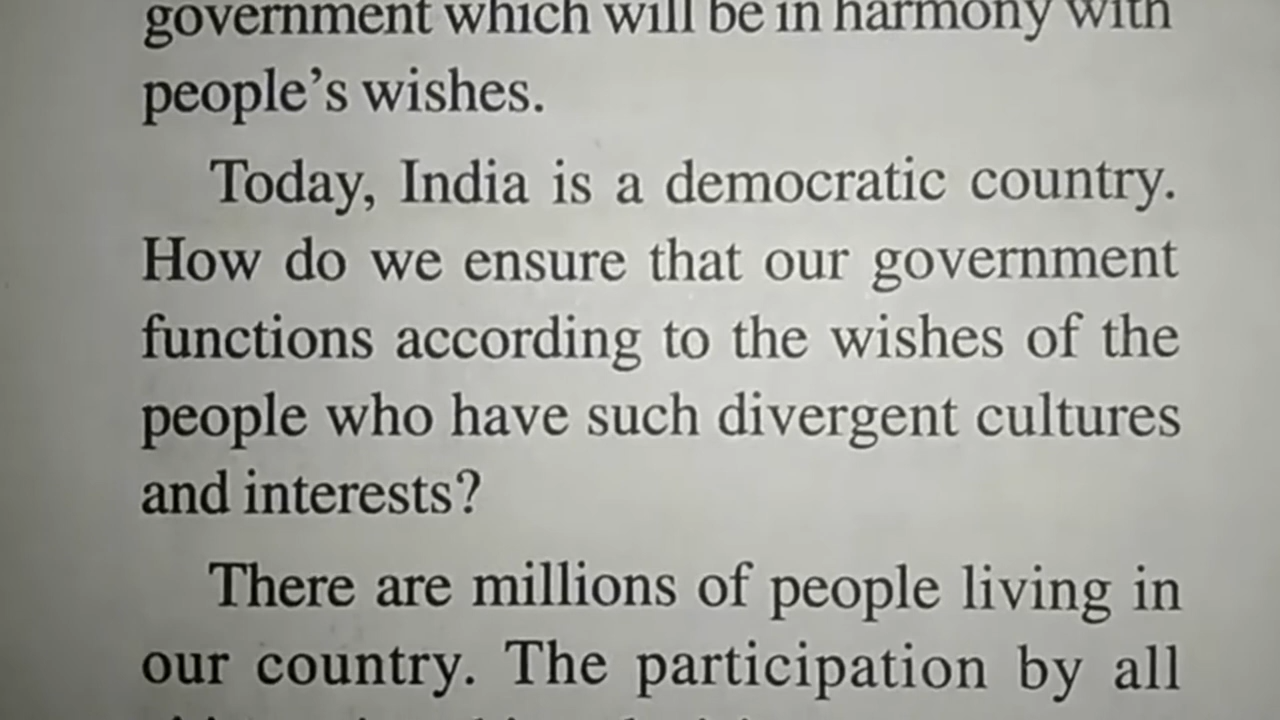 government which will be in harmony with
people's wishes.
Today, India is a democratic country.
How do we ensure that our government
functions according to the wishes of the
people who have such divergent cultures
and interests?
There are millions of people living in
our country. The participation by all